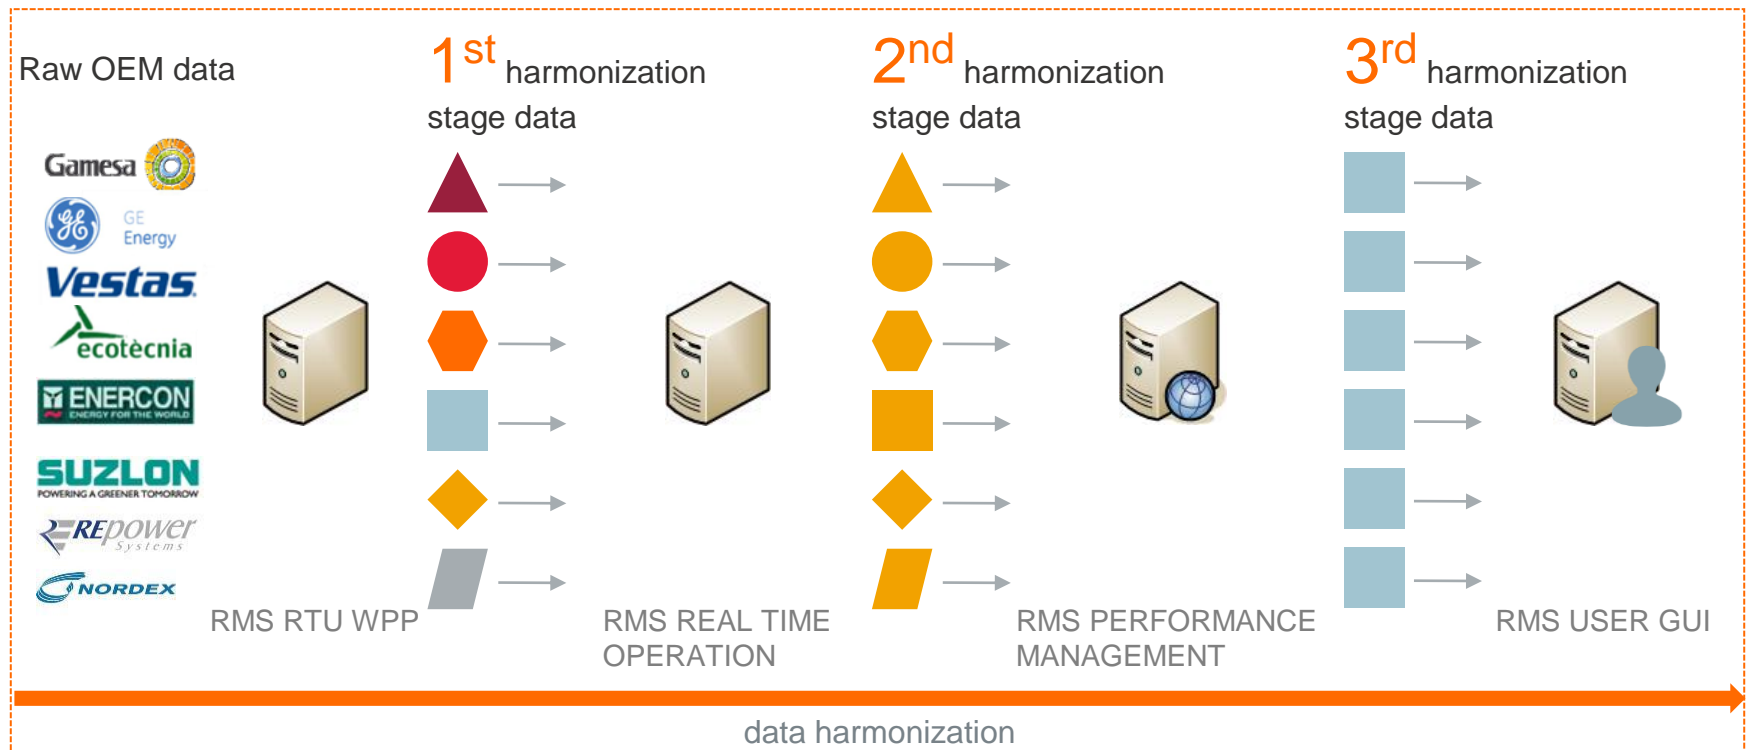 Raw OEM data
1st harmonization
stage data
2nd harmonization
stage data
3rd harmonization
stage data
Gamesa
GE
Energy
Vestas
ecotècnia
ENERCON
ENERGY FOR THE WORLD
SUZLON
POWERING A GREENER TOMORROW
REpower
Systems
NORDEX
RMS RTU WPP
RMS REAL TIME
OPERATION
RMS PERFORMANCE
MANAGEMENT
RMS USER GUI
data harmonization